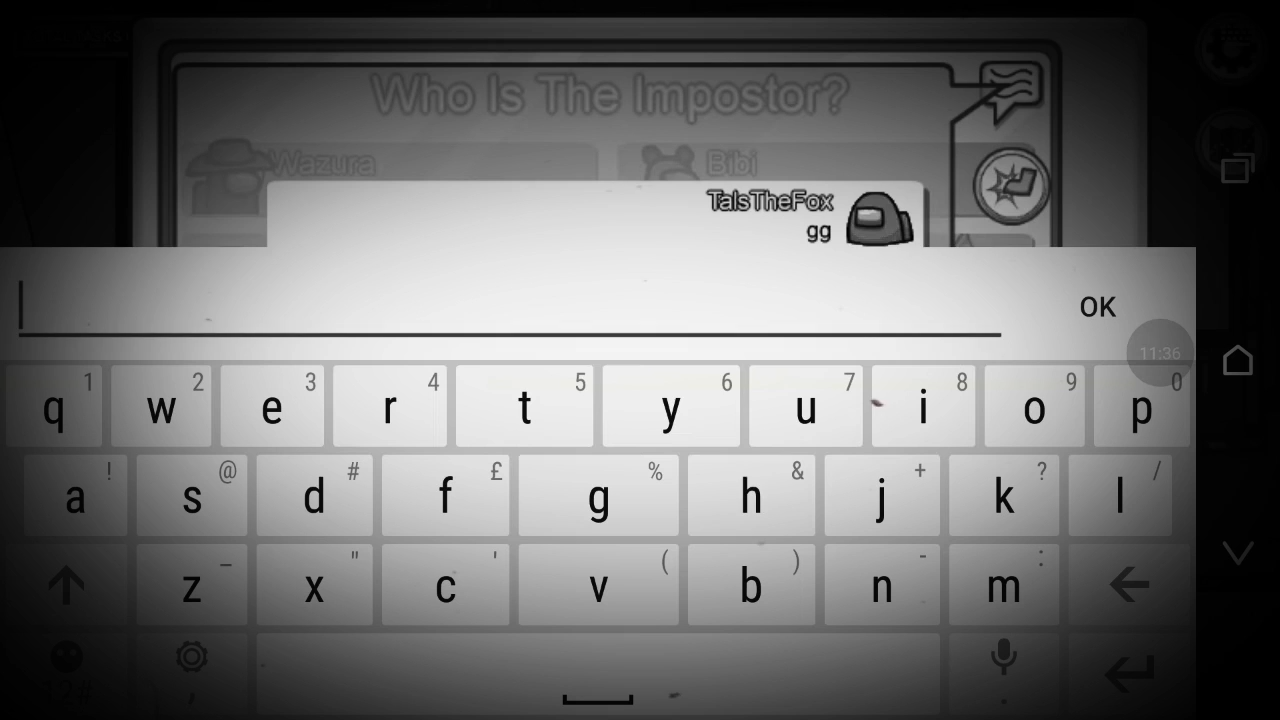 Who Is The Impostor?
Wazura
Bibi
TalsTheFox
gg
OK
11:36
1 2 3 4 5 6 7 8 9 0
q w e r t y u i o p
! @ # £ % & + ? /
a s d f g h j k l
_ " ' ( ) - :
z x c v b n m
, .